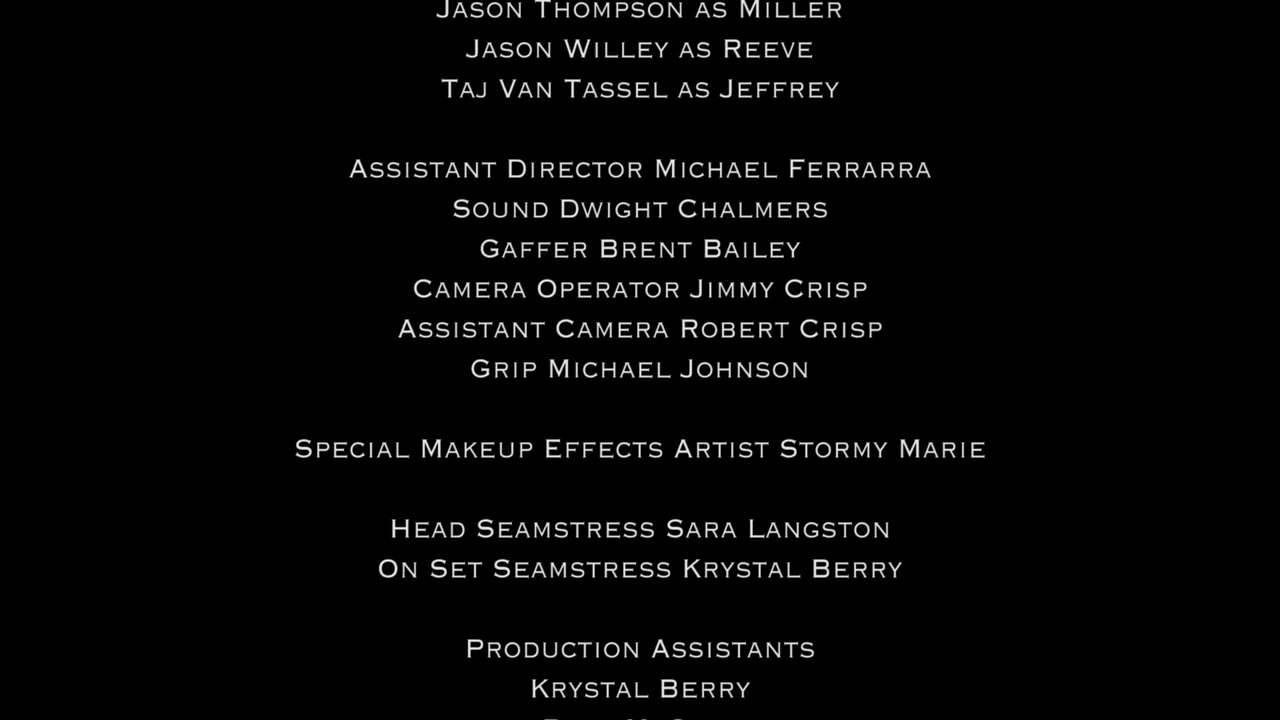 Jason Thompson as Miller
Jason Willey as Reeve
Taj Van Tassel as Jeffrey
Assistant Director Michael Ferrarra
Sound Dwight Chalmers
Gaffer Brent Bailey
Camera Operator Jimmy Crisp
Assistant Camera Robert Crisp
Grip Michael Johnson
Special Makeup Effects Artist Stormy Marie
Head Seamstress Sara Langston
On Set Seamstress Krystal Berry
Production Assistants
Krystal Berry